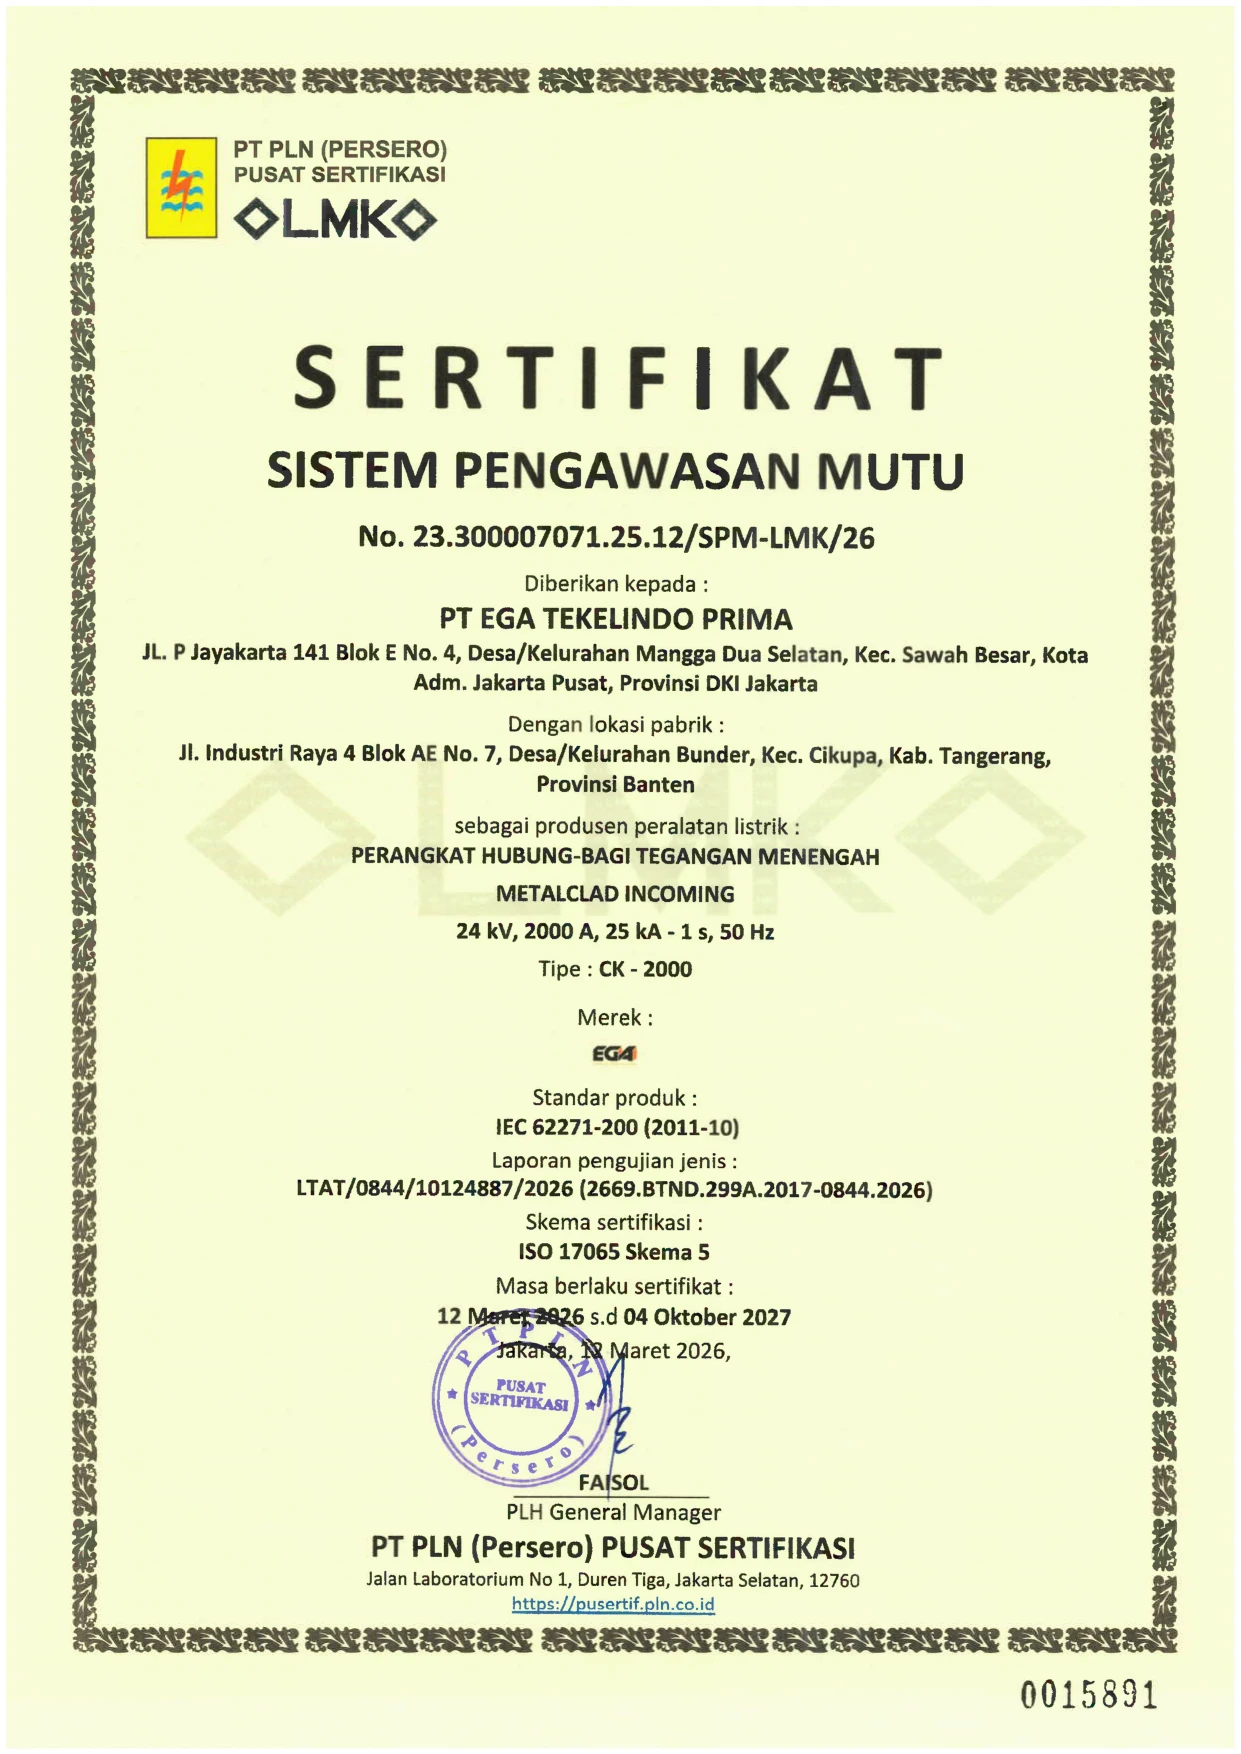 PT PLN (PERSERO)
PUSAT SERTIFIKASI
LMK
SERTIFIKAT
SISTEM PENGAWASAN MUTU
No. 23.300007071.25.12/SPM-LMK/26
Diberikan kepada :
PT EGA TEKELINDO PRIMA
JL. P Jayakarta 141 Blok E No. 4, Desa/Kelurahan Mangga Dua Selatan, Kec. Sawah Besar, Kota
Adm. Jakarta Pusat, Provinsi DKI Jakarta
Dengan lokasi pabrik :
Jl. Industri Raya 4 Blok AE No. 7, Desa/Kelurahan Bunder, Kec. Cikupa, Kab. Tangerang,
Provinsi Banten
LMK
sebagai produsen peralatan listrik :
PERANGKAT HUBUNG-BAGI TEGANGAN MENENGAH
METALCLAD INCOMING
24 kV, 2000 A, 25 kA - 1 s, 50 Hz
Tipe : CK - 2000
Merek :
EGA
Standar produk :
IEC 62271-200 (2011-10)
Laporan pengujian jenis :
LTAT/0844/10124887/2026 (2669.BTND.299A.2017-0844.2026)
Skema sertifikasi :
ISO 17065 Skema 5
Masa berlaku sertifikat :
12 Maret 2026 s.d 04 Oktober 2027
Jakarta, 12 Maret 2026,
PT PLN
PUSAT
SERTIFIKASI
(Persero)
FAISOL
PLH General Manager
PT PLN (Persero) PUSAT SERTIFIKASI
Jalan Laboratorium No 1, Duren Tiga, Jakarta Selatan, 12760
https://pusertif.pln.co.id
0015891